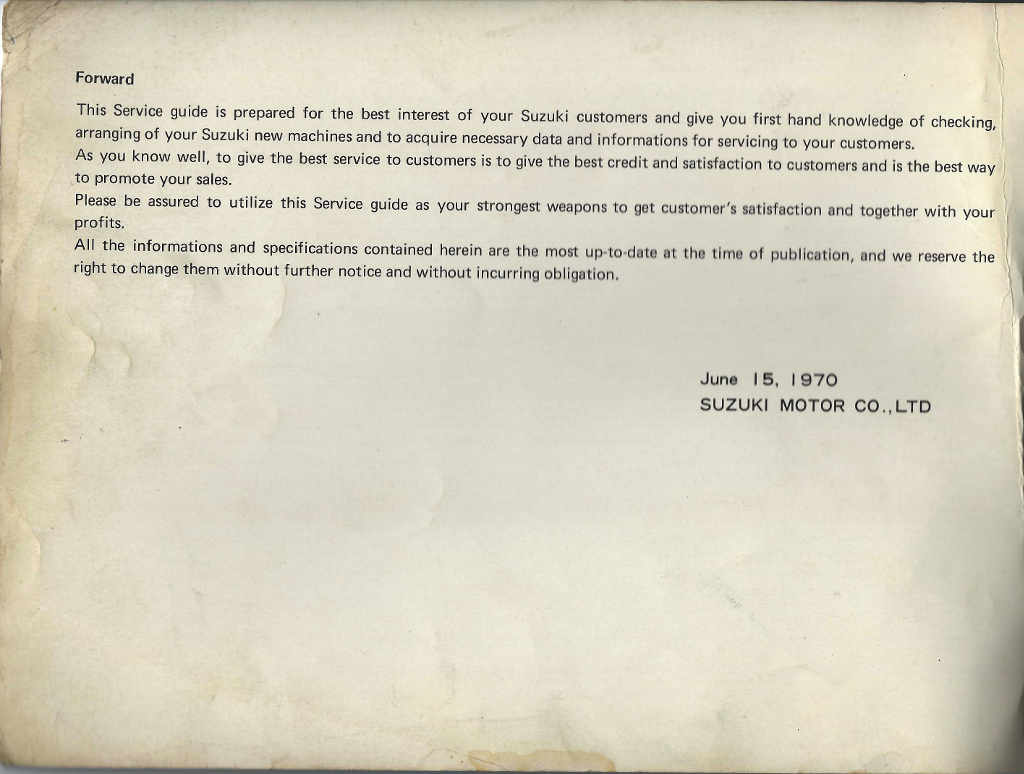 Forward
This Service guide is prepared for the best interest of your Suzuki customers and give you first hand knowledge of checking,
arranging of your Suzuki new machines and to acquire necessary data and informations for servicing to your customers.
As you know well, to give the best service to customers is to give the best credit and satisfaction to customers and is the best way
to promote your sales.
Please be assured to utilize this Service guide as your strongest weapons to get customer's satisfaction and together with your
profits.
All the informations and specifications contained herein are the most up-to-date at the time of publication, and we reserve the
right to change them without further notice and without incurring obligation.
June 15, 1970
SUZUKI MOTOR CO.,LTD